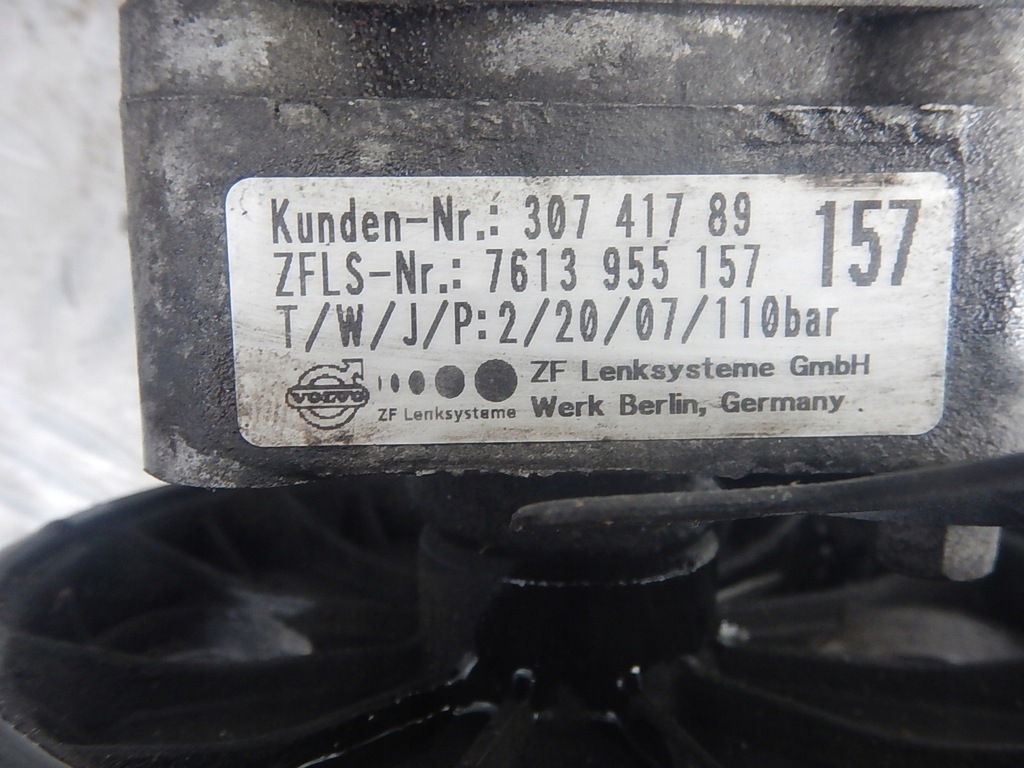 Kunden-Nr.: 307 417 89
157
ZFLS-Nr.: 7613 955 157
T/W/J/P:2/20/07/110bar
VOLVO
ZF Lenksysteme
ZF Lenksysteme GmbH
Werk Berlin, Germany